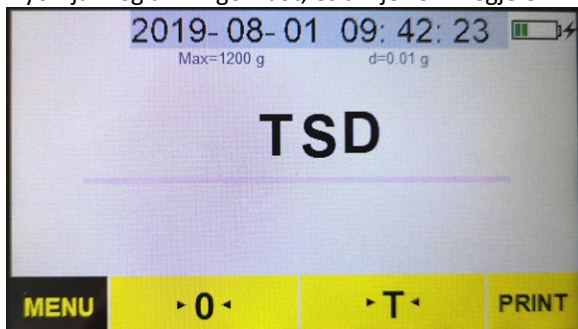 2019-08-01 09:42:23
Max=1200 g d=0.01 g
TSD
MENU ►0◄ ►T◄ PRINT